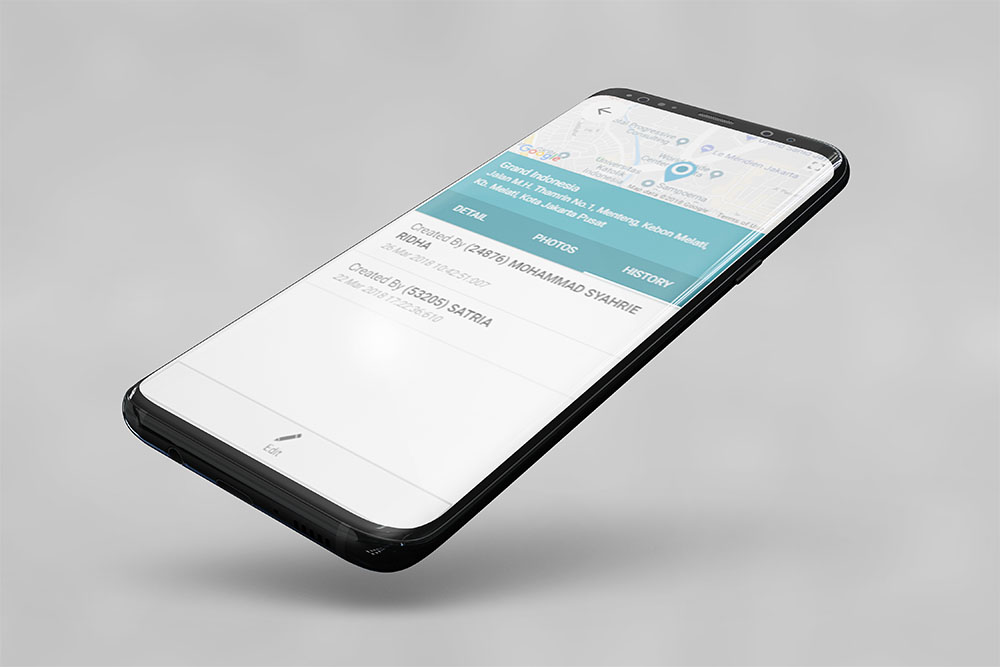 atal Progressive
Consulting
Le Meridien Jakarta
Google
Universitas
Katolik
Indonesia
Sampoerna
Map data ©2018 Google
Terms of Use
Grand Indonesia
Jalan M.H. Thamrin No.1, Menteng, Kebon Melati,
Kb. Melati, Kota Jakarta Pusat
DETAIL
PHOTOS
HISTORY
Created By (24876) MOHAMMAD SYAHRIE
RIDHA
26 Mar 2018 10:42:51:007
Created By (53205) SATRIA
22 Mar 2018 17:22:36:610
Edit